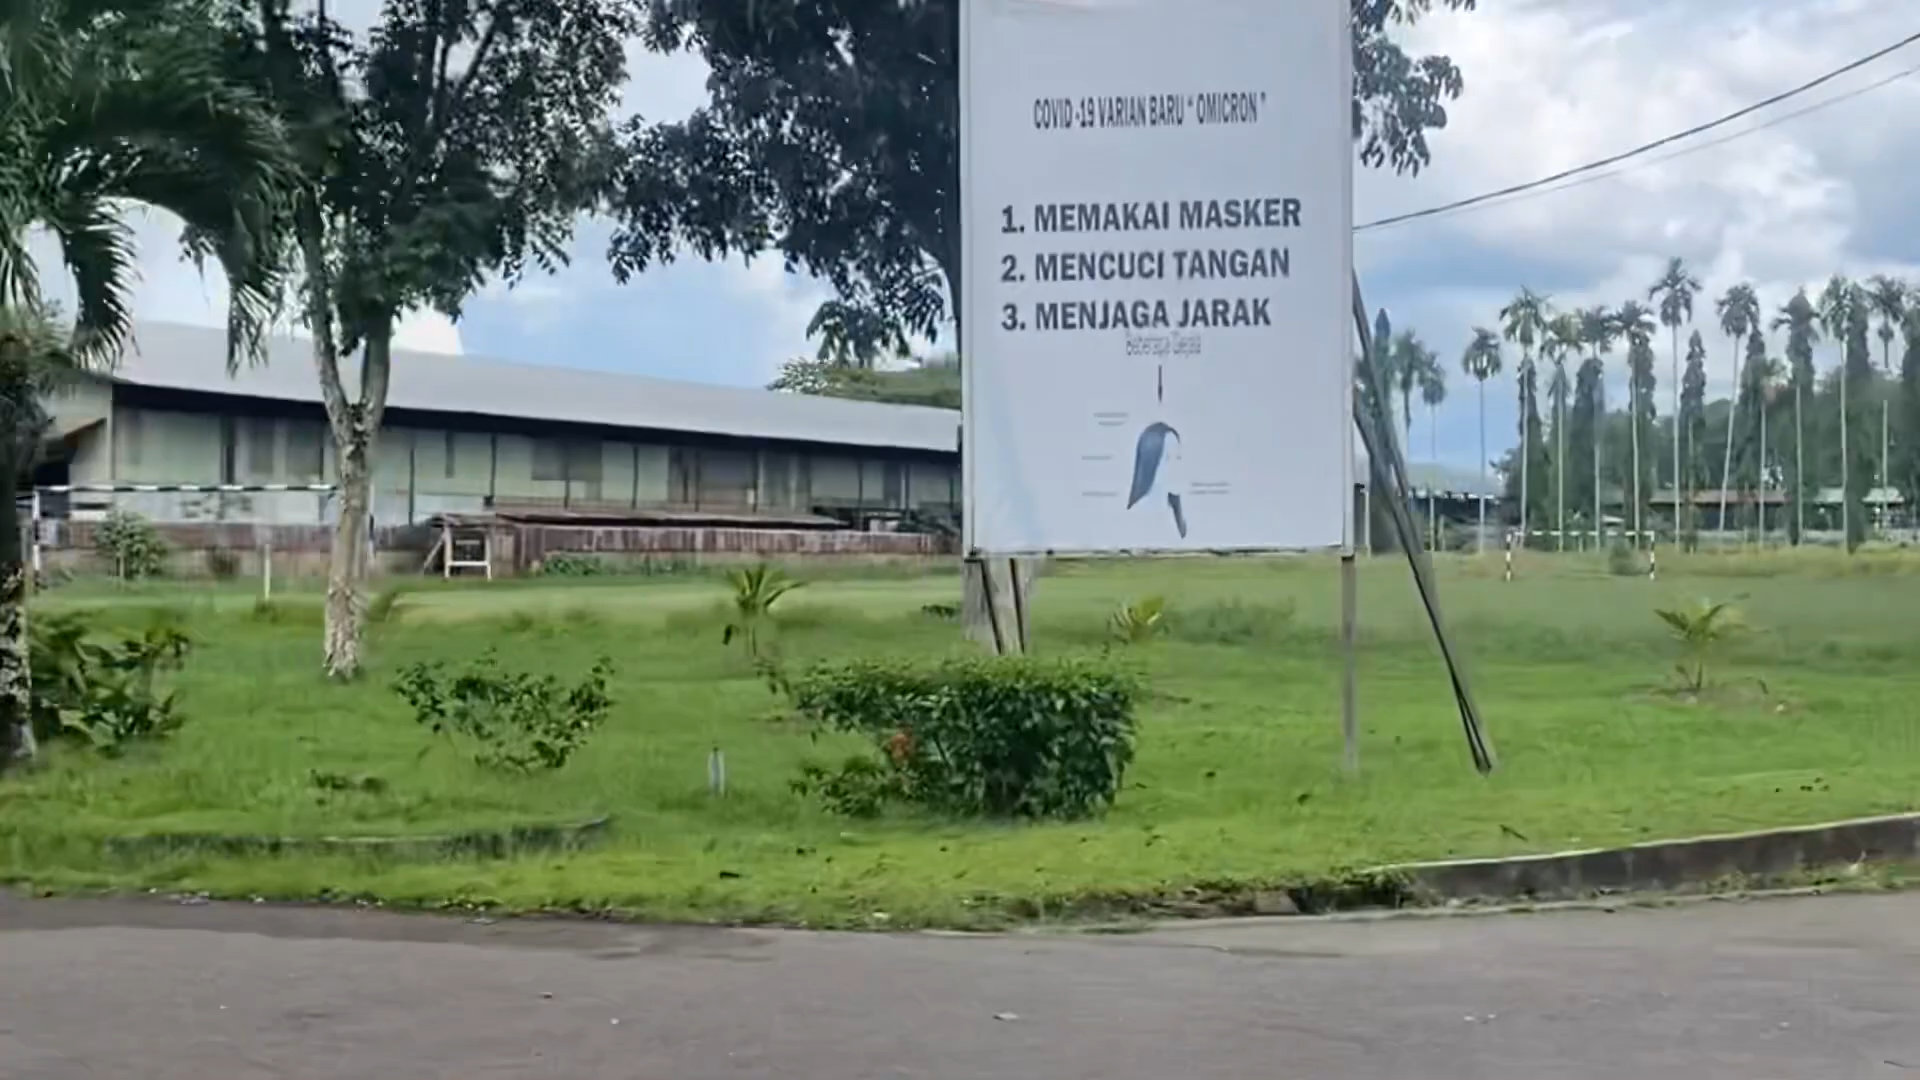 COVID -19 VARIAN BARU “ OMICRON ”
1. MEMAKAI MASKER
2. MENCUCI TANGAN
3. MENJAGA JARAK